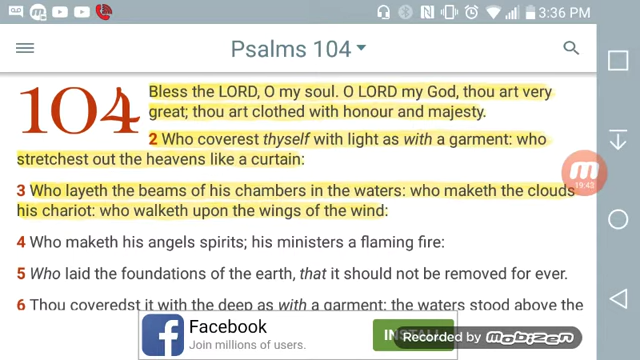 3:36 PM
Psalms 104
104
Bless the LORD, O my soul. O LORD my God, thou art very
great; thou art clothed with honour and majesty.
2 Who coverest thyself with light as with a garment: who
stretchest out the heavens like a curtain:
3 Who layeth the beams of his chambers in the waters: who maketh the clouds
his chariot: who walketh upon the wings of the wind:
19:43
4 Who maketh his angels spirits; his ministers a flaming fire:
5 Who laid the foundations of the earth, that it should not be removed for ever.
6 Thou coveredst it with the deep as with a garment: the waters stood above the
Facebook
Join millions of users.
Recorded by mobizen